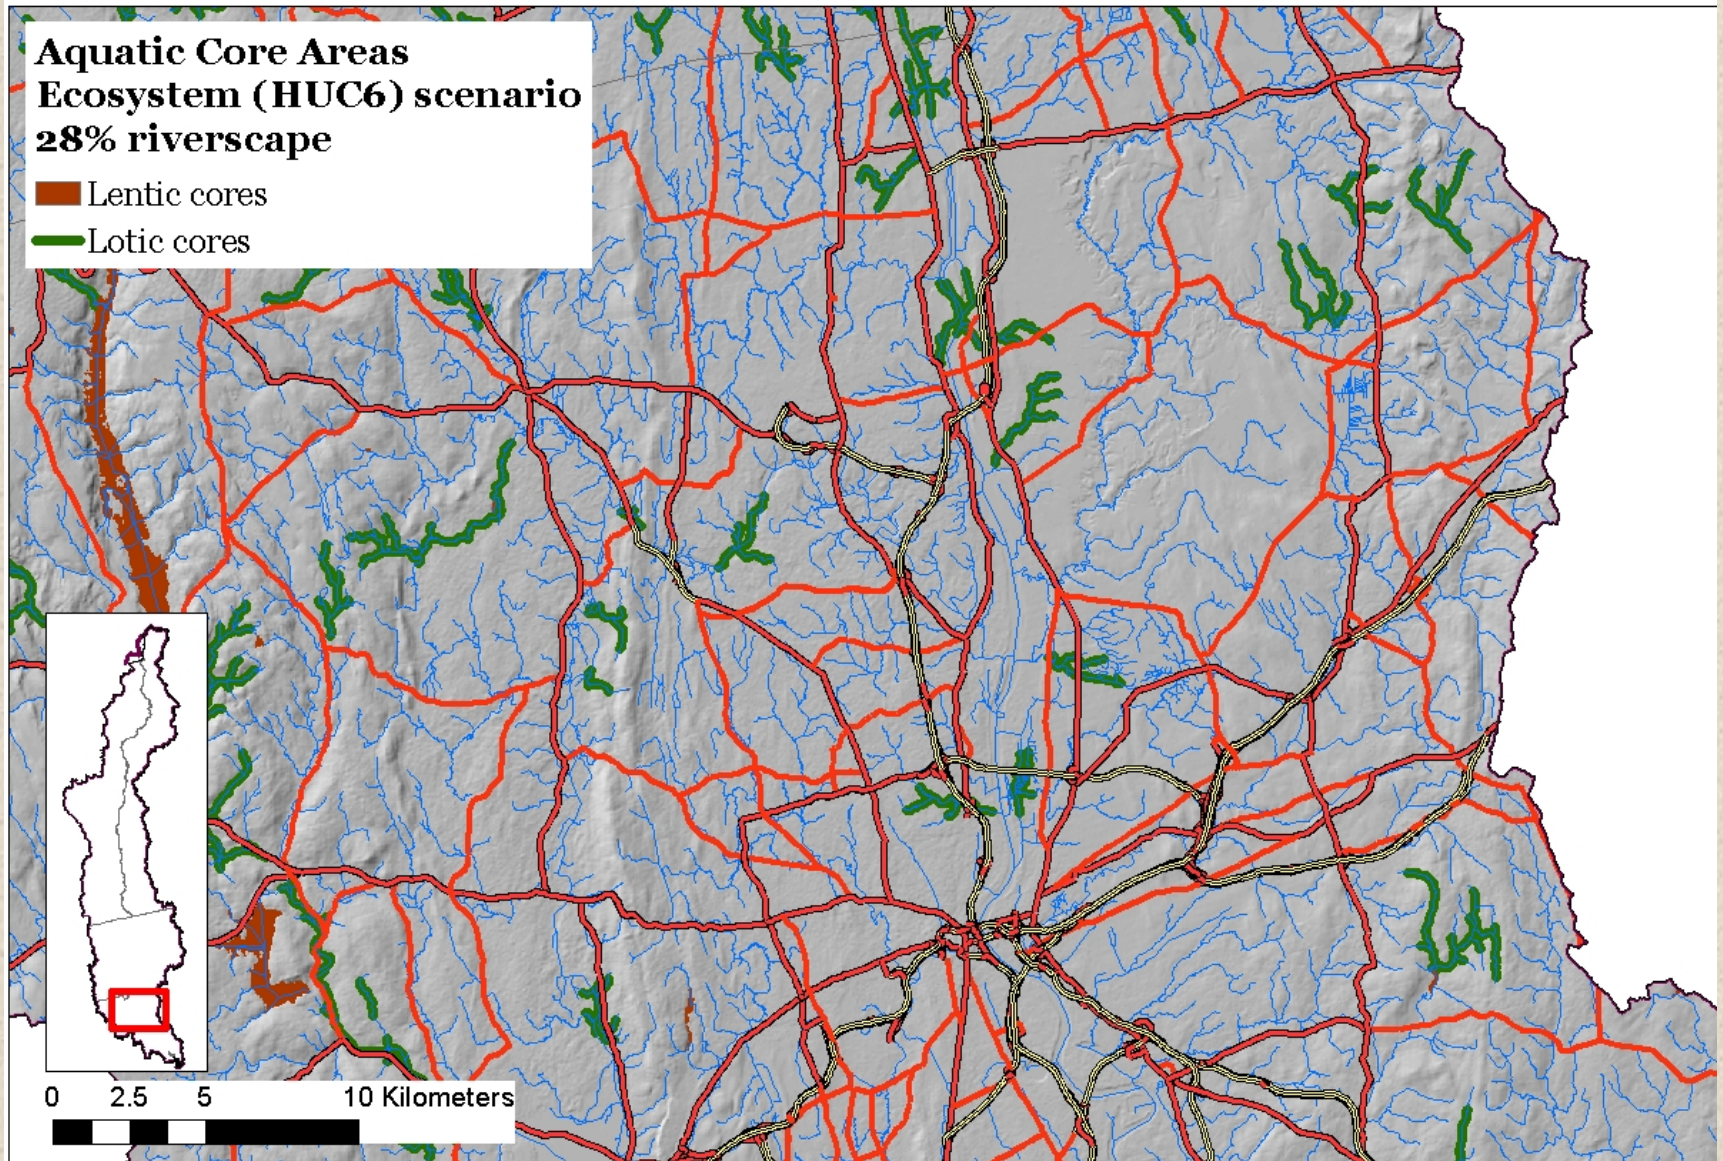 Aquatic Core Areas
Ecosystem (HUC6) scenario
28% riverscape
Lentic cores
Lotic cores
0 2.5 5 10 Kilometers